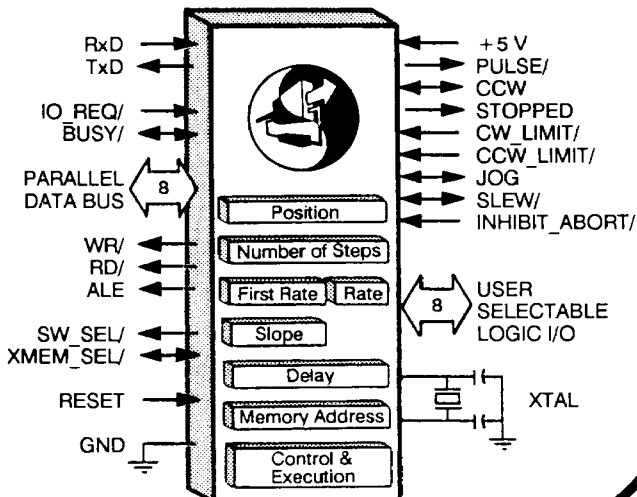 RxD
TxD
IO_REQ/
BUSY/
PARALLEL
DATA BUS
8
WR/
RD/
ALE
SW_SEL/
XMEM_SEL/
RESET
GND
Position
Number of Steps
First Rate
Rate
Slope
Delay
Memory Address
Control &
Execution
+5 V
PULSE/
CCW
STOPPED
CW_LIMIT/
CCW_LIMIT/
JOG
SLEW/
INHIBIT_ABORT/
8
USER
SELECTABLE
LOGIC I/O
XTAL